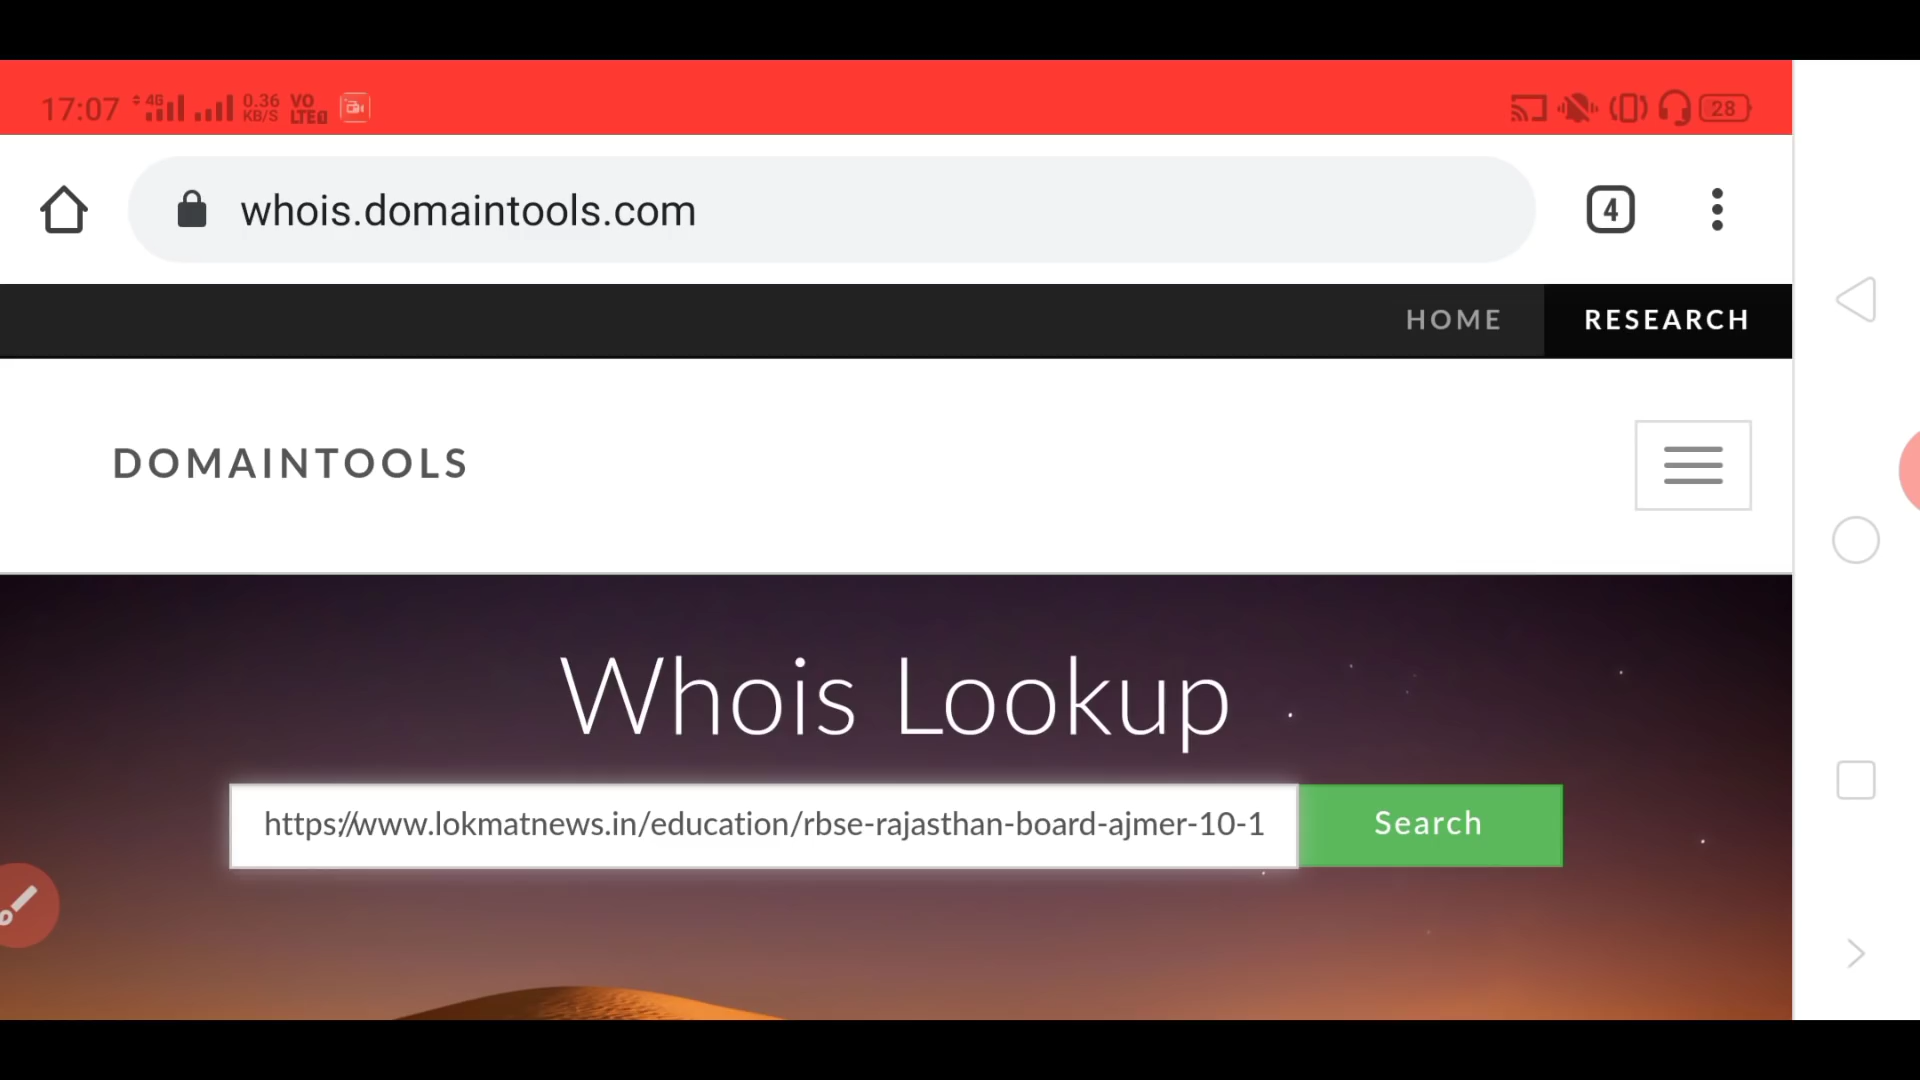 17:07 4G 0.36 KB/S VO LTE 28
whois.domaintools.com 4
HOME RESEARCH
DOMAINTOOLS
Whois Lookup
https://www.lokmatnews.in/education/rbse-rajasthan-board-ajmer-10-1 Search